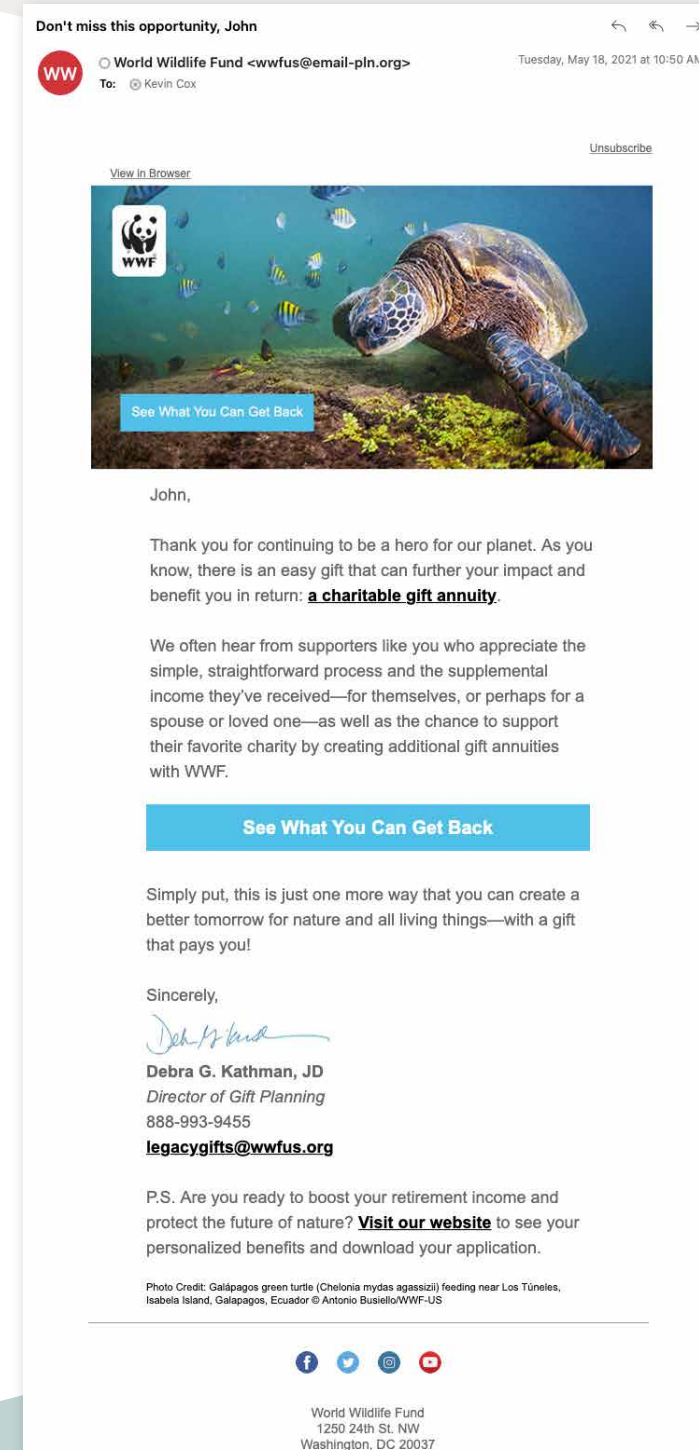 Don't miss this opportunity, John
WW
World Wildlife Fund <wwfus@email-pln.org>
Tuesday, May 18, 2021 at 10:50 AM
To: Kevin Cox
Unsubscribe
View in Browser
WWF
See What You Can Get Back
John,
Thank you for continuing to be a hero for our planet. As you
know, there is an easy gift that can further your impact and
benefit you in return: a charitable gift annuity.
We often hear from supporters like you who appreciate the
simple, straightforward process and the supplemental
income they've received—for themselves, or perhaps for a
spouse or loved one—as well as the chance to support
their favorite charity by creating additional gift annuities
with WWF.
See What You Can Get Back
Simply put, this is just one more way that you can create a
better tomorrow for nature and all living things—with a gift
that pays you!
Sincerely,
Debra G. Kathman, JD
Director of Gift Planning
888-993-9455
legacygifts@wwfus.org
P.S. Are you ready to boost your retirement income and
protect the future of nature? Visit our website to see your
personalized benefits and download your application.
Photo Credit: Galápagos green turtle (Chelonia mydas agassizii) feeding near Los Túneles,
Isabela Island, Galapagos, Ecuador © Antonio Busiello/WWF-US
World Wildlife Fund
1250 24th St. NW
Washington, DC 20037